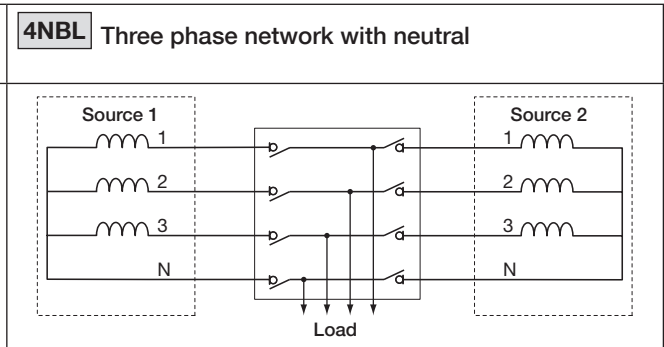 4NBL Three phase network with neutral
Source 1 Source 2
1 1
2 2
3 3
N N
Load